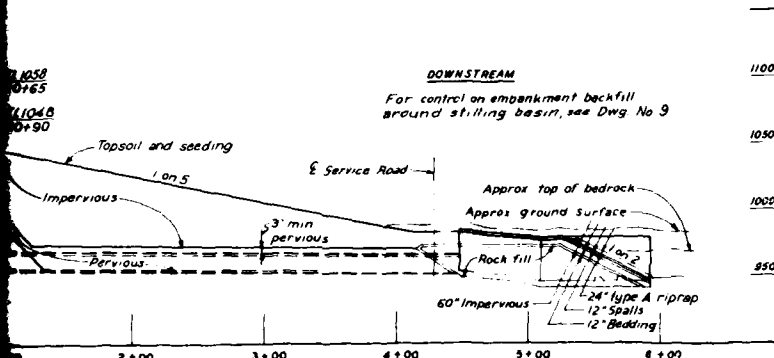 1058
0+65
1048
0+90
DOWNSTREAM
For control on embankment backfill
around stilling basin, see Dwg. No 9
1100
1050
1000
950
Topsoil and seeding
1 on 5
℄ Service Road
Approx top of bedrock
Approx ground surface
Impervious
3' min
pervious
1 on 2
Pervious
Rock fill
60" Impervious
24" type A riprap
12" Spalls
12" Bedding
2+00
3+00
4+00
5+00
6+00